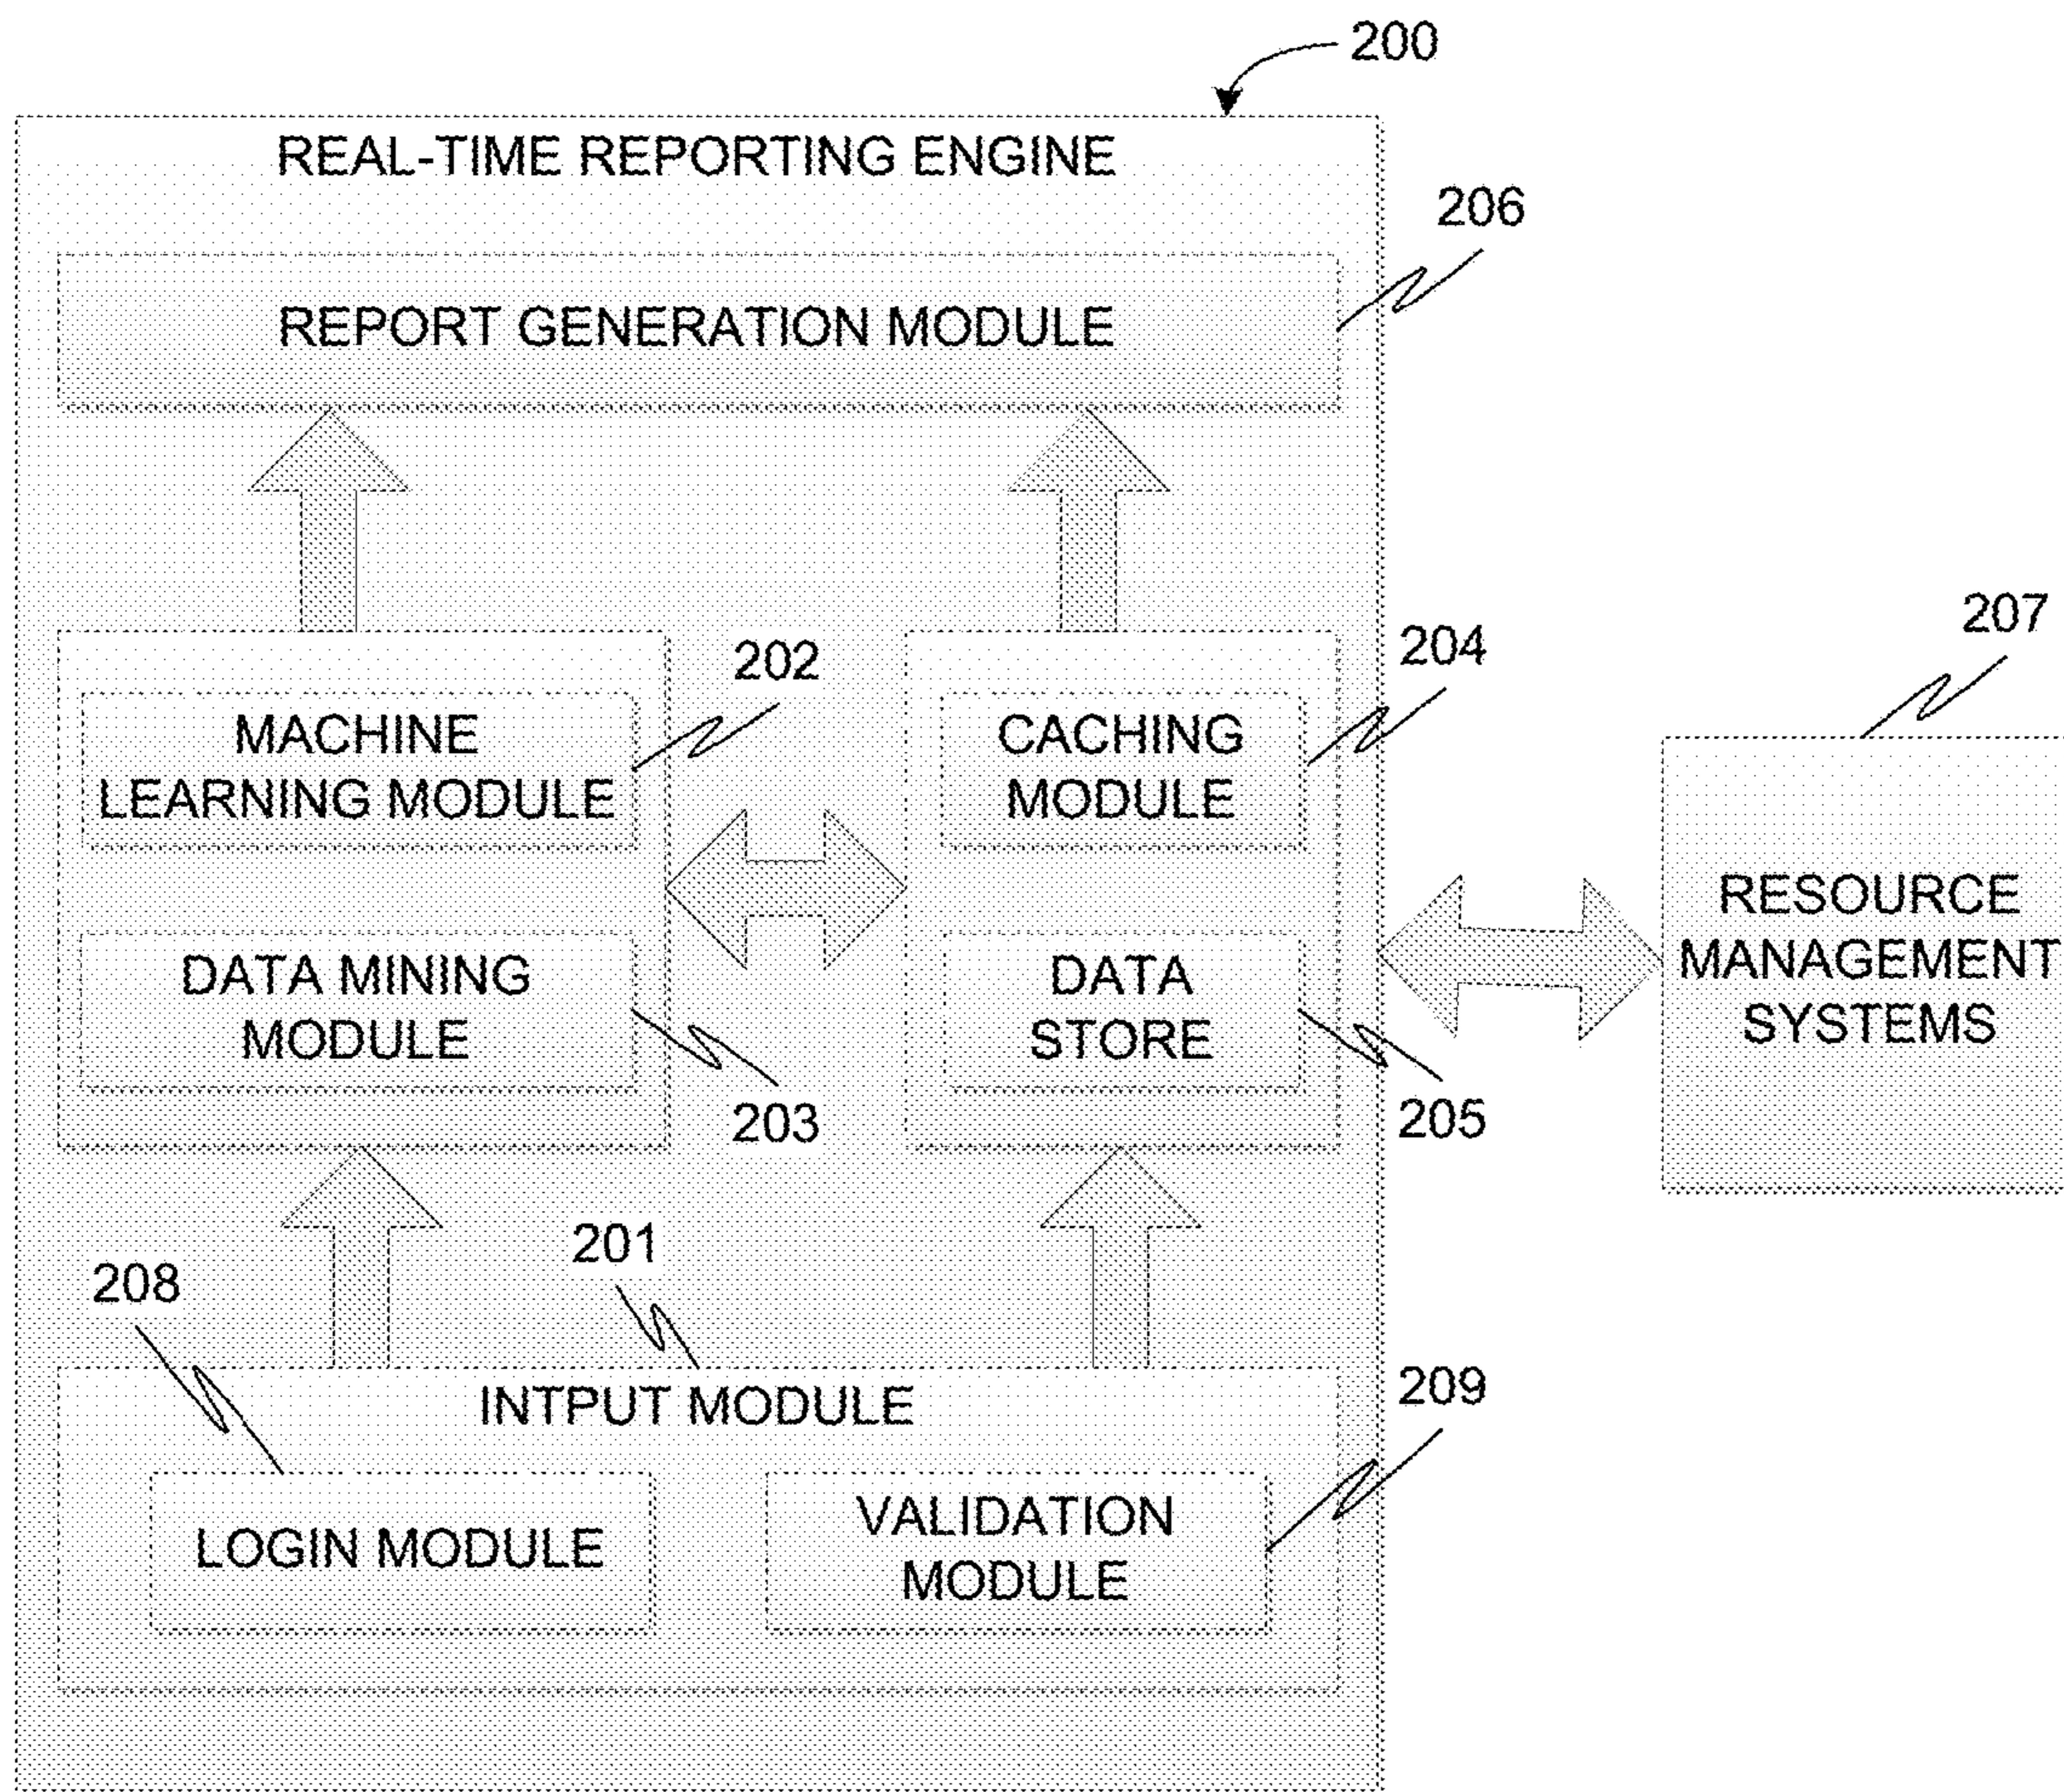 200
REAL-TIME REPORTING ENGINE
206
REPORT GENERATION MODULE
202
204
207
MACHINE
LEARNING MODULE
CACHING
MODULE
RESOURCE
MANAGEMENT
SYSTEMS
DATA MINING
MODULE
DATA
STORE
203
205
201
208
209
INTPUT MODULE
LOGIN MODULE
VALIDATION
MODULE